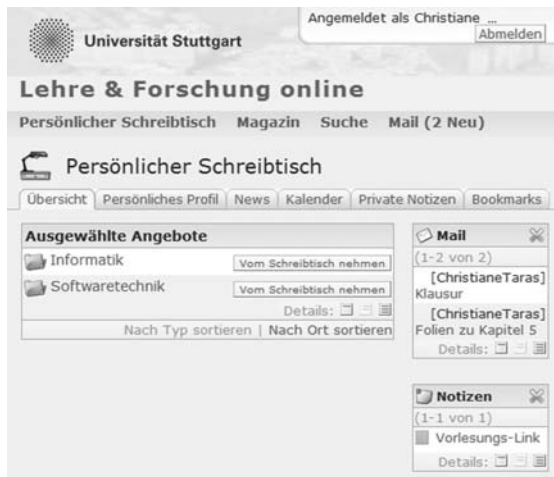 Angemeldet als Christiane ...
Abmelden
Universität Stuttgart
Lehre & Forschung online
Persönlicher Schreibtisch Magazin Suche Mail (2 Neu)
Persönlicher Schreibtisch
Übersicht Persönliches Profil News Kalender Private Notizen Bookmarks
Ausgewählte Angebote
Informatik Vom Schreibtisch nehmen
Softwaretechnik Vom Schreibtisch nehmen
Details:
Nach Typ sortieren | Nach Ort sortieren
Mail
(1-2 von 2)
[ChristianeTaras]
Klausur
[ChristianeTaras]
Folien zu Kapitel 5
Details:
Notizen
(1-1 von 1)
Vorlesungs-Link
Details: